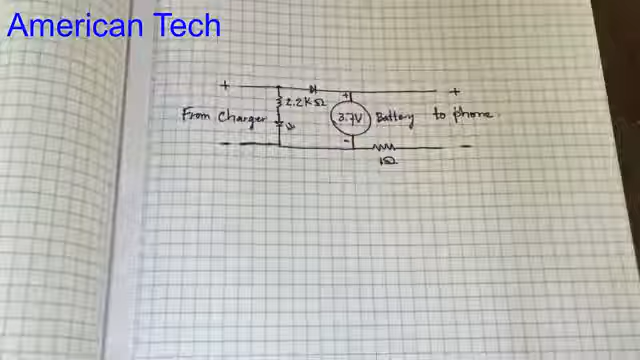 American Tech
+ + +
2.2KΩ
From Charger 3.7V Battery to phone
- - -
1Ω